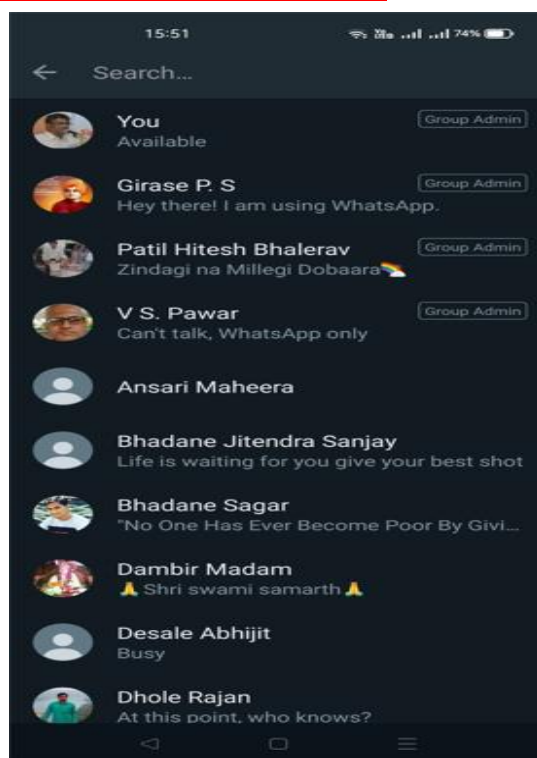 15:51
74%
Search...
You
Group Admin
Available
Girase P. S
Group Admin
Hey there! I am using WhatsApp.
Patil Hitesh Bhalerav
Group Admin
Zindagi na Millegi Dobaara🌈
V S. Pawar
Group Admin
Can't talk, WhatsApp only
Ansari Maheera
Bhadane Jitendra Sanjay
Life is waiting for you give your best shot
Bhadane Sagar
"No One Has Ever Become Poor By Givi...
Dambir Madam
🙏 Shri swami samarth🙏
Desale Abhijit
Busy
Dhole Rajan
At this point, who knows?